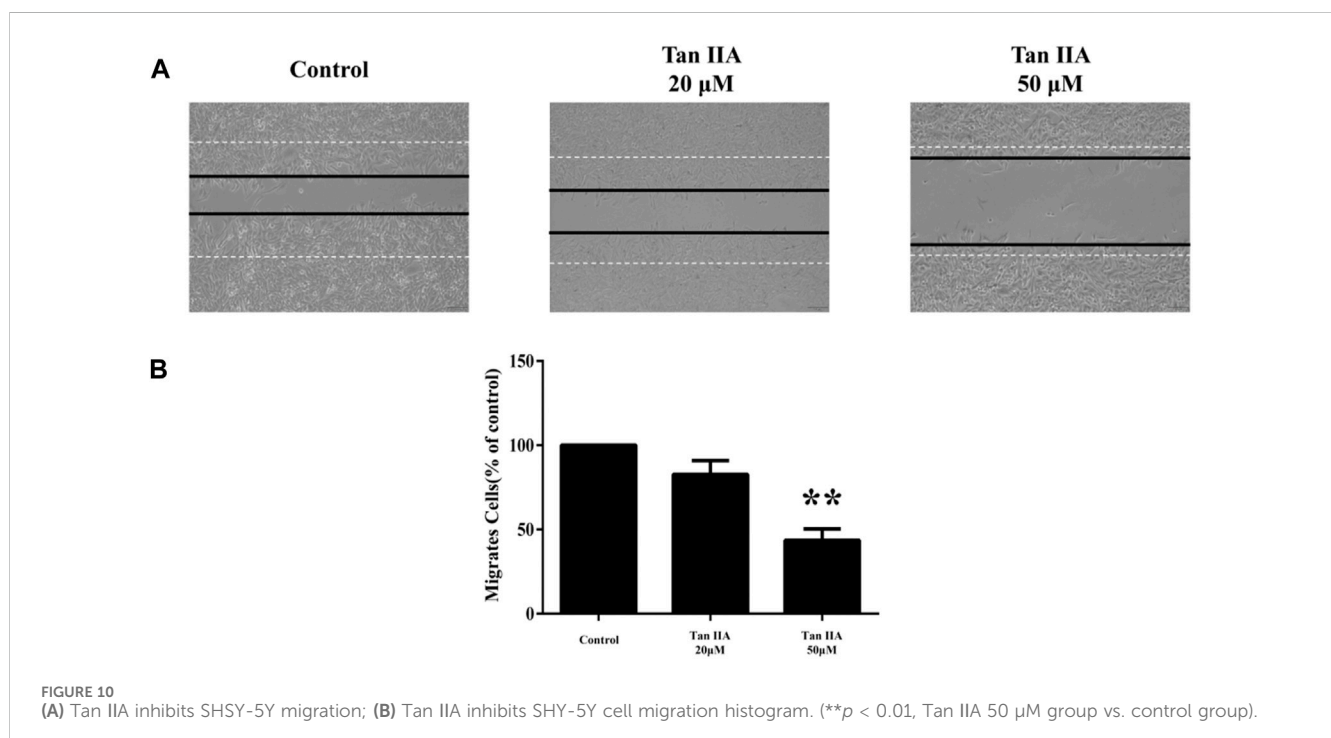 A
Control
Tan IIA
20 µM
Tan IIA
50 µM
B
Migrates Cells(% of control)
150
100
50
0
**
Control
Tan IIA
20µM
Tan IIA
50µM
FIGURE 10
(A) Tan IIA inhibits SHSY-5Y migration; (B) Tan IIA inhibits SHY-5Y cell migration histogram. (**p < 0.01, Tan IIA 50 µM group vs. control group).